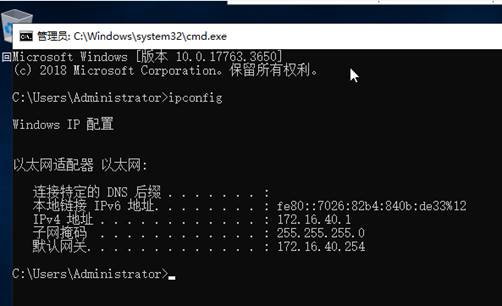 管理员: C:\Windows\system32\cmd.exe
回
Microsoft Windows [版本 10.0.17763.3650]
(c) 2018 Microsoft Corporation。保留所有权利。
C:\Users\Administrator>ipconfig
Windows IP 配置
以太网适配器 以太网:
连接特定的 DNS 后缀 . . . . . . . :
本地链接 IPv6 地址. . . . . . . . : fe80::7026:82b4:840b:de33%12
IPv4 地址 . . . . . . . . . . . . : 172.16.40.1
子网掩码 . . . . . . . . . . . . : 255.255.255.0
默认网关. . . . . . . . . . . . . : 172.16.40.254
C:\Users\Administrator>